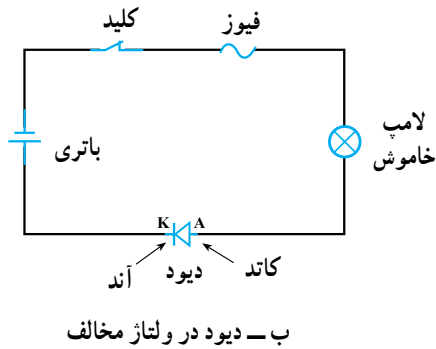 کلید
فیوز
باتری
لامپ
خاموش
K A
آند
دیود
کاتد
ب ــ دیود در ولتاژ مخالف